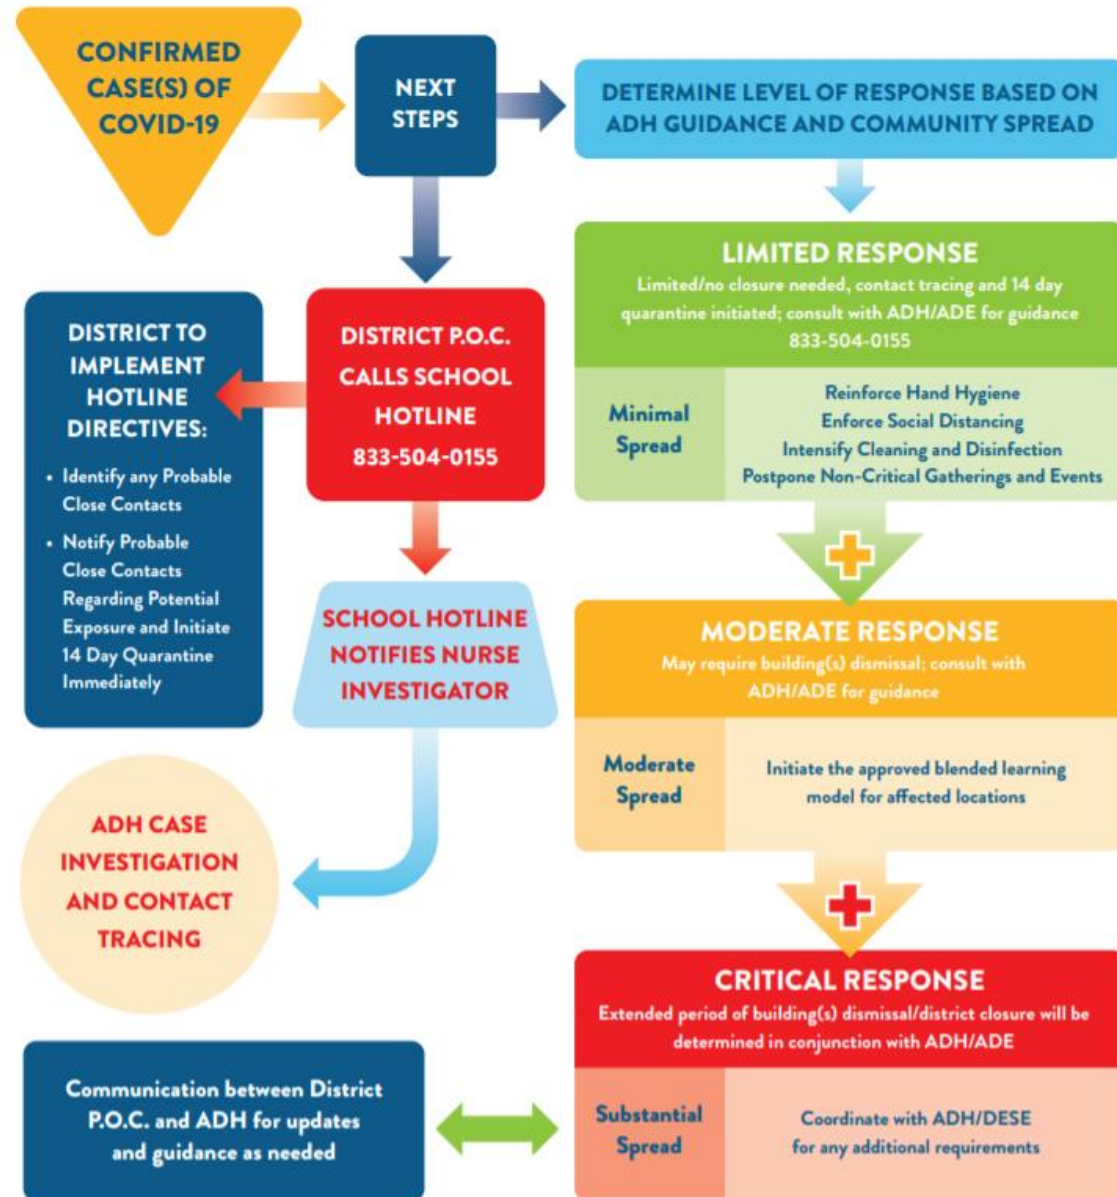 CONFIRMED
CASE(S) OF
COVID-19
NEXT
STEPS
DETERMINE LEVEL OF RESPONSE BASED ON
ADH GUIDANCE AND COMMUNITY SPREAD
DISTRICT P.O.C.
CALLS SCHOOL
HOTLINE
833-504-0155
DISTRICT TO
IMPLEMENT
HOTLINE
DIRECTIVES:
• Identify any Probable
Close Contacts
• Notify Probable
Close Contacts
Regarding Potential
Exposure and Initiate
14 Day Quarantine
Immediately
SCHOOL HOTLINE
NOTIFIES NURSE
INVESTIGATOR
ADH CASE
INVESTIGATION
AND CONTACT
TRACING
LIMITED RESPONSE
Limited/no closure needed, contact tracing and 14 day
quarantine initiated; consult with ADH/ADE for guidance
833-504-0155
Minimal
Spread
Reinforce Hand Hygiene
Enforce Social Distancing
Intensify Cleaning and Disinfection
Postpone Non-Critical Gatherings and Events
MODERATE RESPONSE
May require building(s) dismissal; consult with
ADH/ADE for guidance
Moderate
Spread
Initiate the approved blended learning
model for affected locations
CRITICAL RESPONSE
Extended period of building(s) dismissal/district closure will be
determined in conjunction with ADH/ADE
Substantial
Spread
Coordinate with ADH/DESE
for any additional requirements
Communication between District
P.O.C. and ADH for updates
and guidance as needed